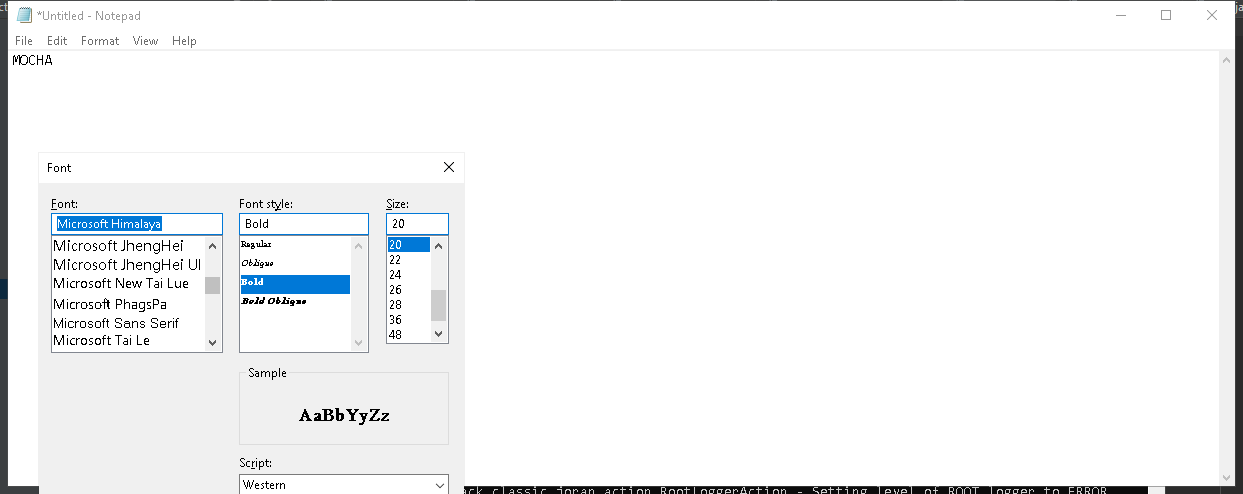 *Untitled - Notepad
File Edit Format View Help
MOCHA
Font
Font: Font style: Size:
Microsoft Himalaya Bold 20
Microsoft JhengHei Regular 20
Microsoft JhengHei UI Oblique 22
Microsoft New Tai Lue Bold 24
Microsoft PhagsPa Bold Oblique 26
Microsoft Sans Serif 28
Microsoft Tai Le 36
48
Sample
AaBbYyZz
Script:
Western
ack.classic.joran.action.RootLoggerAction - Setting level of ROOT logger to ERROR